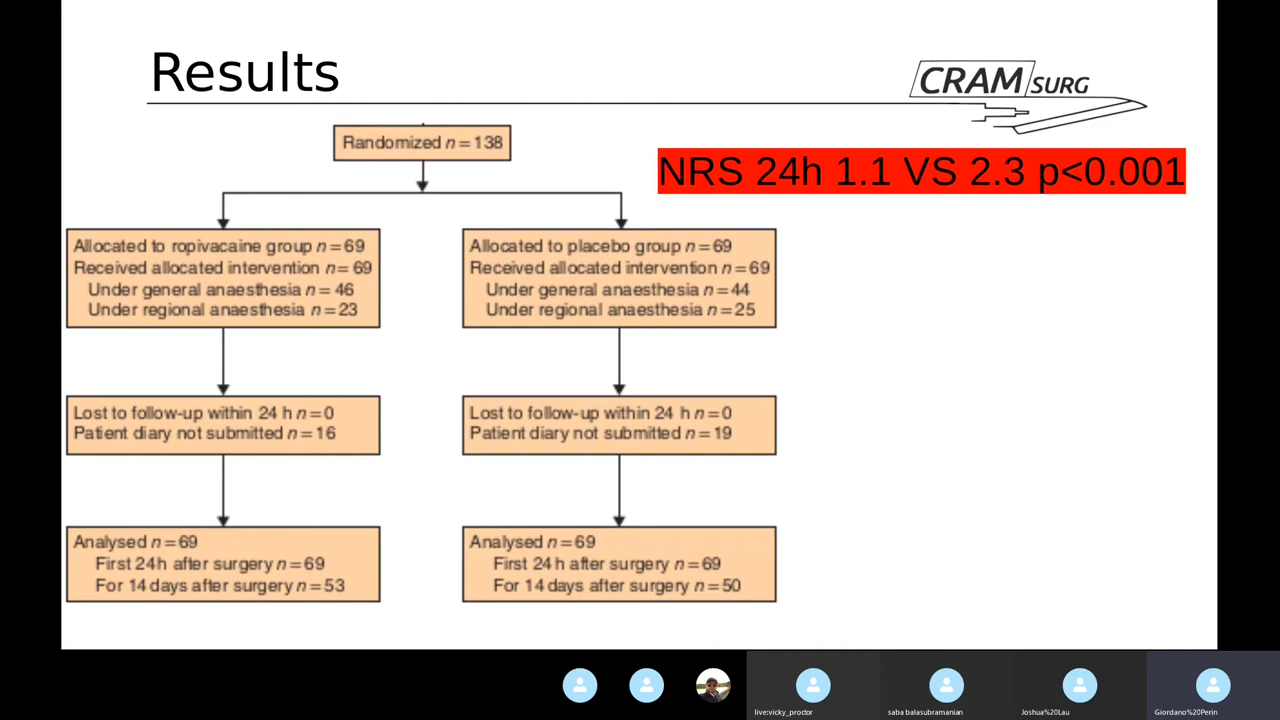 Results
CRAM SURG
Randomized n = 138
NRS 24h 1.1 VS 2.3 p<0.001
Allocated to ropivacaine group n = 69
Received allocated intervention n = 69
Under general anaesthesia n = 46
Under regional anaesthesia n = 23
Allocated to placebo group n = 69
Received allocated intervention n = 69
Under general anaesthesia n = 44
Under regional anaesthesia n = 25
Lost to follow-up within 24 h n = 0
Patient diary not submitted n = 16
Lost to follow-up within 24 h n = 0
Patient diary not submitted n = 19
Analysed n = 69
First 24h after surgery n = 69
For 14 days after surgery n = 53
Analysed n = 69
First 24h after surgery n = 69
For 14 days after surgery n = 50
live:vicky_proctor
saba balasubramanian
Joshua%20Lau
Giordano%20Perin